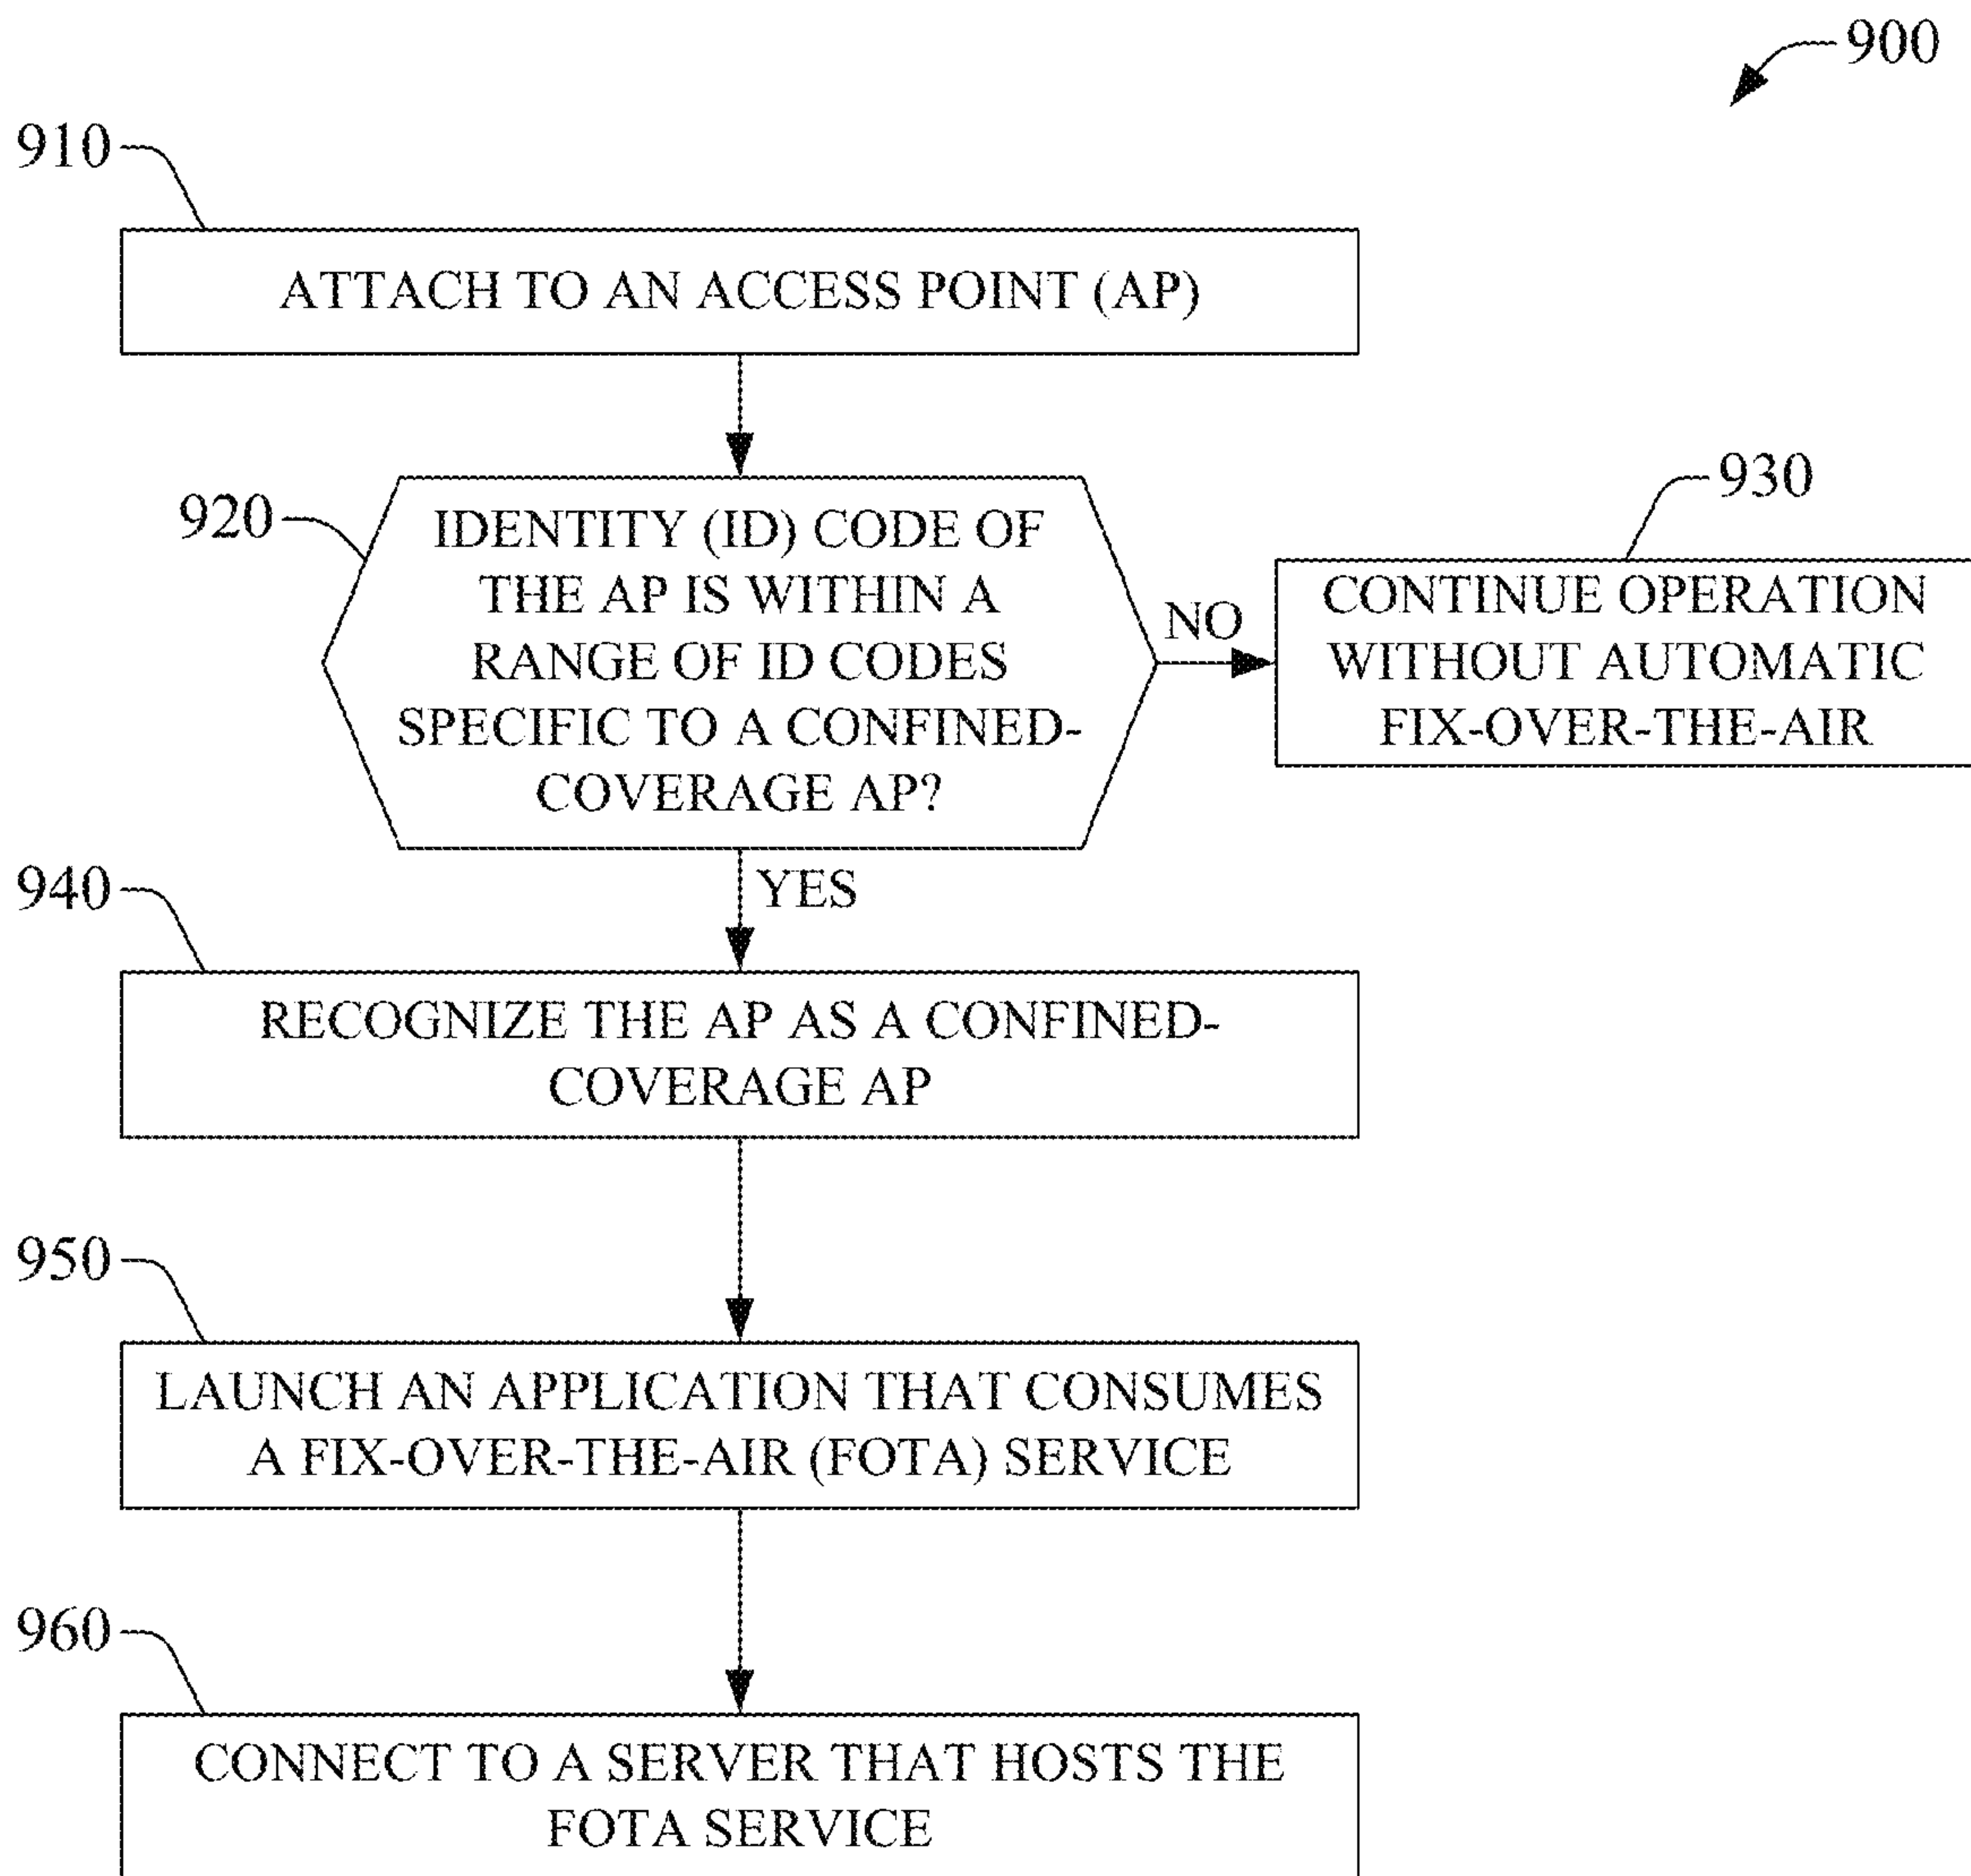 900
910
ATTACH TO AN ACCESS POINT (AP)
920
IDENTITY (ID) CODE OF
THE AP IS WITHIN A
RANGE OF ID CODES
SPECIFIC TO A CONFINED-
COVERAGE AP?
NO
930
CONTINUE OPERATION
WITHOUT AUTOMATIC
FIX-OVER-THE-AIR
YES
940
RECOGNIZE THE AP AS A CONFINED-
COVERAGE AP
950
LAUNCH AN APPLICATION THAT CONSUMES
A FIX-OVER-THE-AIR (FOTA) SERVICE
960
CONNECT TO A SERVER THAT HOSTS THE
FOTA SERVICE